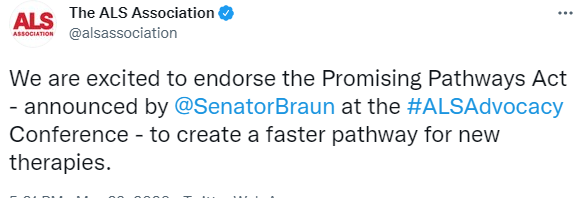 ALS
ASSOCIATION
The ALS Association
@alsassociation
We are excited to endorse the Promising Pathways Act
- announced by @SenatorBraun at the #ALSAdvocacy
Conference - to create a faster pathway for new
therapies.